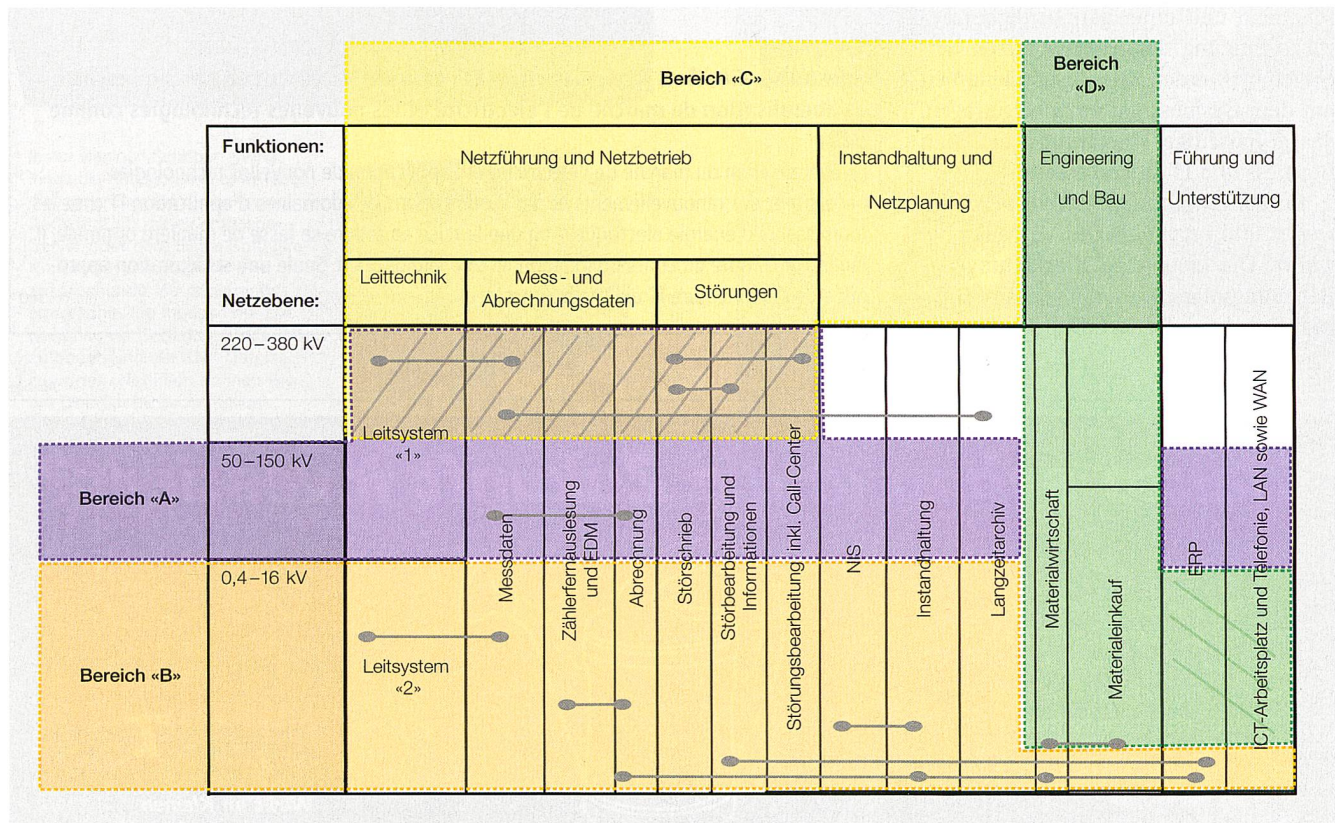 Bereich «C»
Bereich
«D»
Funktionen:
Netzführung und Netzbetrieb
Instandhaltung und
Netzplanung
Engineering
und Bau
Führung und
Unterstützung
Netzebene:
Leittechnik
Mess- und
Abrechnungsdaten
Störungen
220–380 kV
Leitsystem
«1»
50–150 kV
Bereich «A»
0,4–16 kV
Bereich «B»
Leitsystem
«2»
Messdaten
Zählerfernauslesung
und EDM
Abrechnung
Störschrieb
Störbearbeitung und
Informationen
Störungsbearbeitung inkl. Call-Center
NIS
Instandhaltung
Langzeitarchiv
Materialwirtschaft
Materialeinkauf
ERP
ICT-Arbeitsplatz und Telefonie, LAN sowie WAN